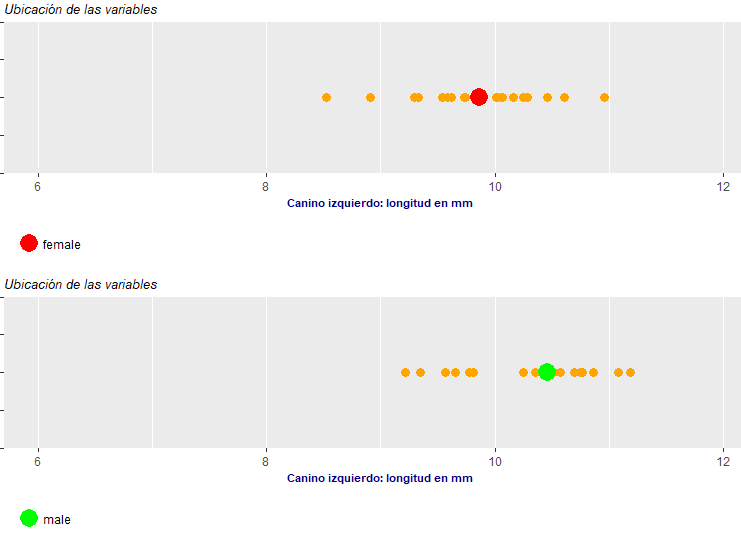 Ubicación de las variables
6 8 10 12
Canino izquierdo: longitud en mm
female
Ubicación de las variables
6 8 10 12
Canino izquierdo: longitud en mm
male